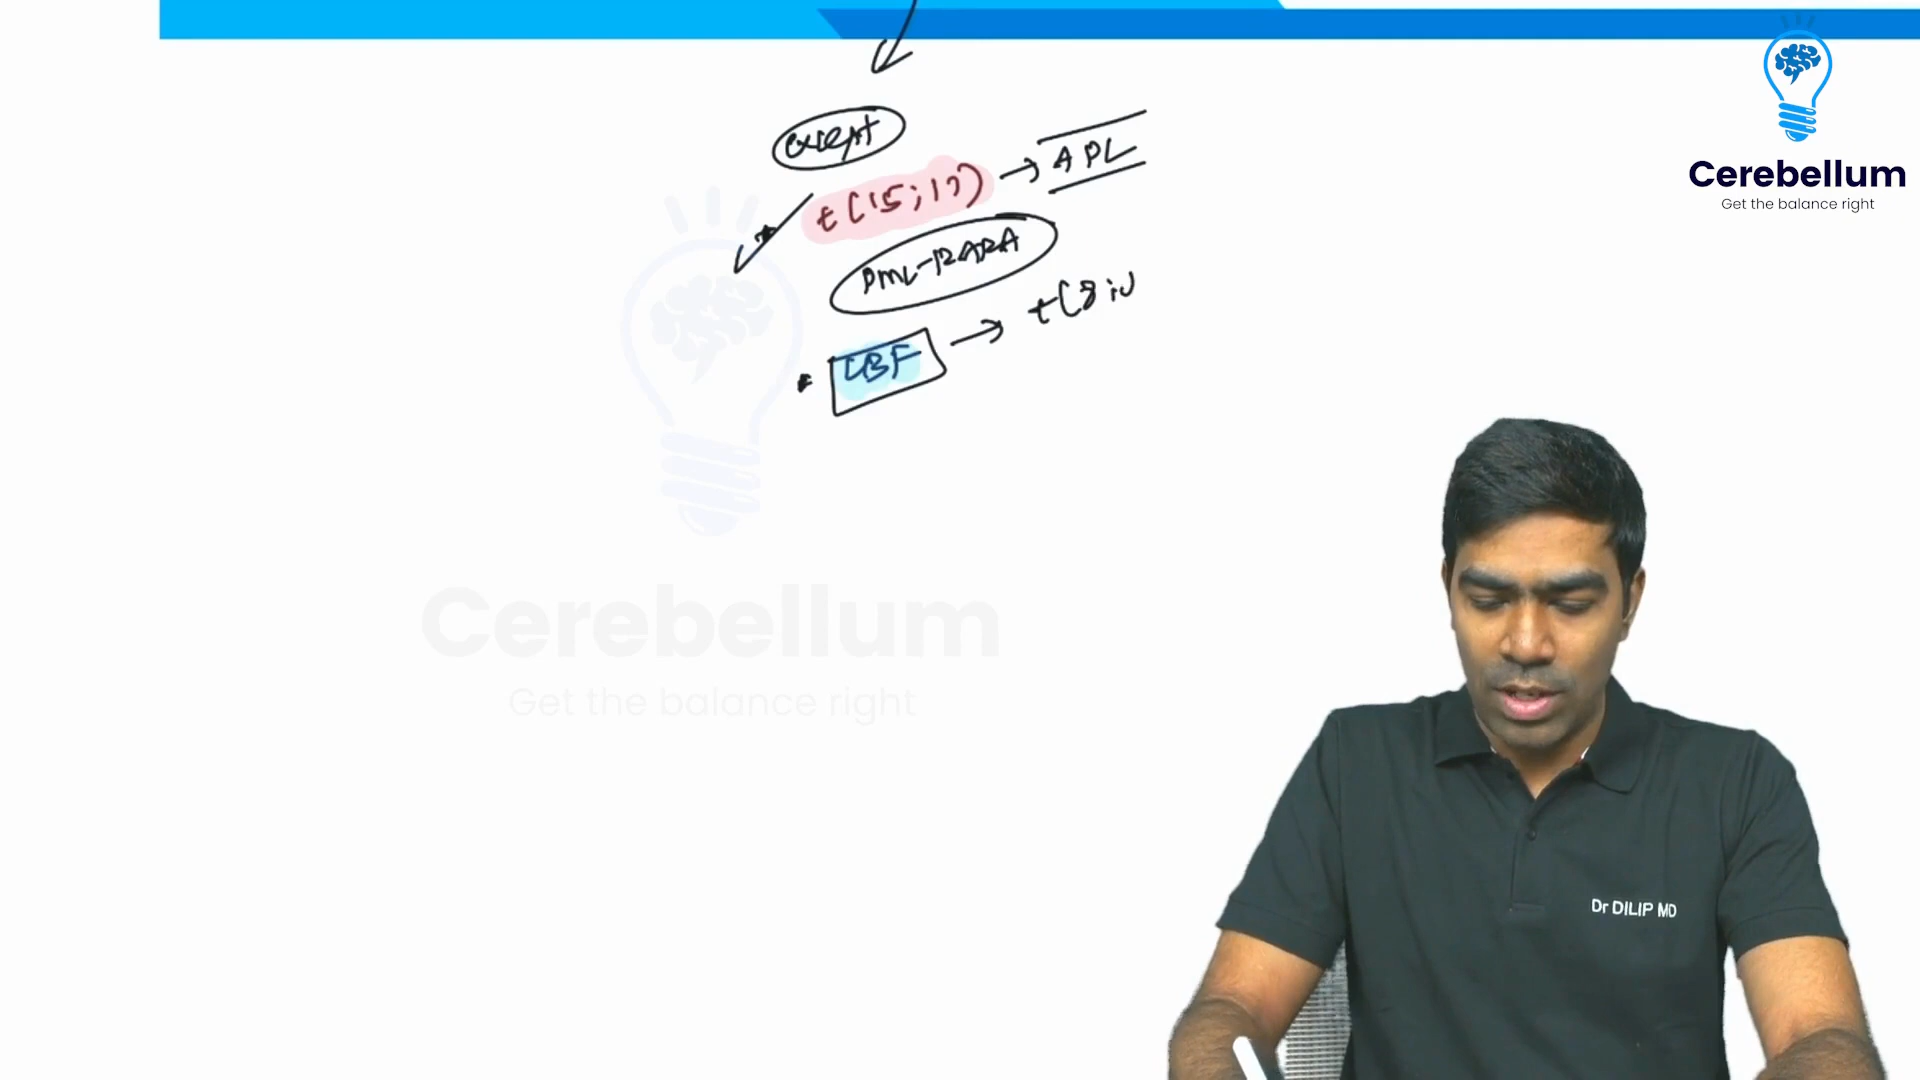 Cerebellum
Get the balance right
except
t(15;17) → APL
PML-RARA
CBF → t(8;
Cerebellum
Get the balance right
Dr DILIP MD